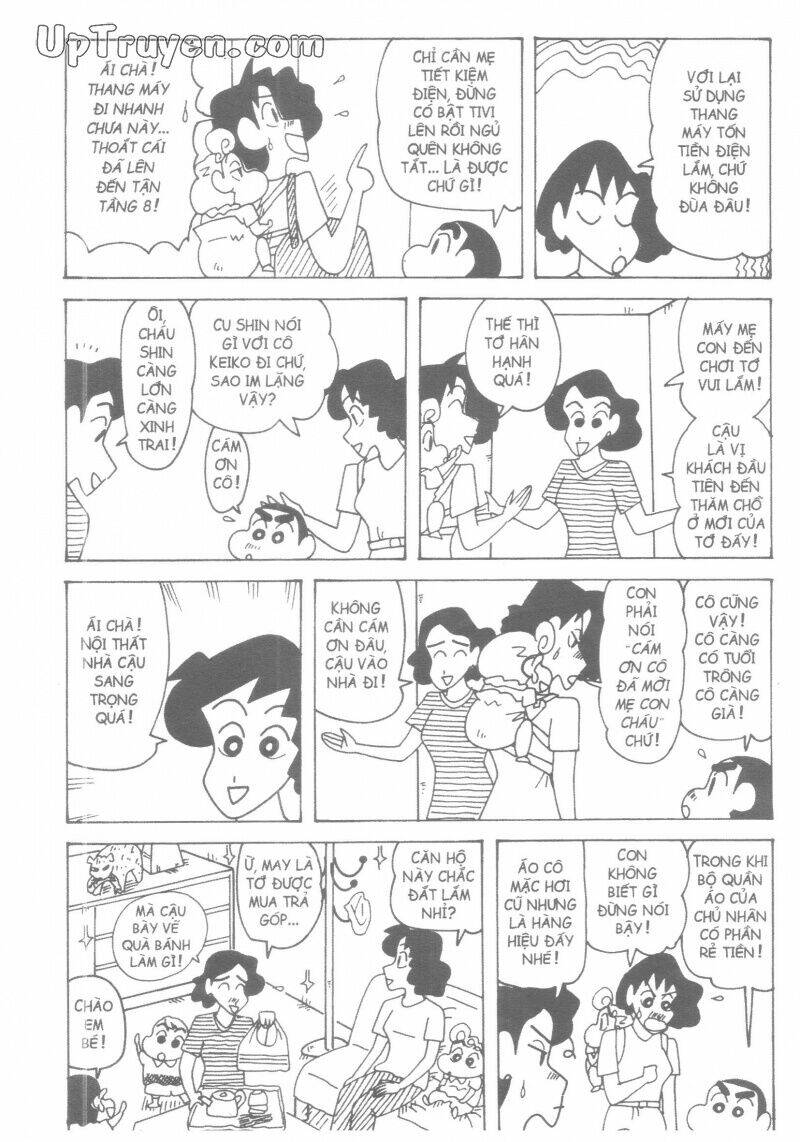 UpTruyen.com
VỚI LẠI
SỬ DỤNG
THANG
MÁY TỐN
TIỀN ĐIỆN
LẮM, CHỨ
KHÔNG
ĐÙA ĐÂU!
CHỈ CẦN MẸ
TIẾT KIỆM
ĐIỆN, ĐỪNG
CÓ BẬT TIVI
LÊN RỒI NGỦ
QUÊN KHÔNG
TẮT... LÀ ĐƯỢC
CHỨ GÌ!
ÁI CHÀ!
THANG MÁY
ĐI NHANH
CHƯA NÀY...
THOẮT CÁI
ĐÃ LÊN
ĐẾN TẬN
TẦNG 8!
MẤY MẸ
CON ĐẾN
CHƠI TỚ
VUI LẮM!
CẬU
LÀ VỊ
KHÁCH ĐẦU
TIÊN ĐẾN
THĂM CHỖ
Ở MỚI CỦA
TỚ ĐẤY!
THẾ THÌ
TỚ HÂN
HẠNH
QUÁ!
CU SHIN NÓI
GÌ VỚI CÔ
KEIKO ĐI CHỨ,
SAO IM LẶNG
VẬY?
CÁM
ƠN
CÔ!
ÔI,
CHÁU
SHIN
CÀNG
LỚN
CÀNG
XINH
TRAI!
CÔ CŨNG
VẬY!
CÔ CÀNG
CÓ TUỔI
TRÔNG
CÔ CÀNG
GIÀ!
CON
PHẢI
NÓI
"CÁM
ƠN CÔ
ĐÃ MỜI
MẸ CON
CHÁU"
CHỨ!
KHÔNG
CẦN CÁM
ƠN ĐÂU,
CẬU VÀO
NHÀ ĐI!
ÁI CHÀ!
NỘI THẤT
NHÀ CẬU
SANG
TRỌNG
QUÁ!
TRONG KHI
BỘ QUẦN
ÁO CỦA
CHỦ NHÂN
CÓ PHẦN
RẺ TIỀN!
CON
KHÔNG
BIẾT GÌ
ĐỪNG NÓI
BẬY!
ÁO CÔ
MẶC HƠI
CŨ NHƯNG
LÀ HÀNG
HIỆU ĐẤY
NHÉ!
CĂN HỘ
NÀY CHẮC
ĐẮT LẮM
NHỈ?
Ừ, MAY LÀ
TỚ ĐƯỢC
MUA TRẢ
GÓP...
MÀ CẬU
BÀY VẼ
QUÀ BÁNH
LÀM GÌ!
CHÀO
EM
BÉ!